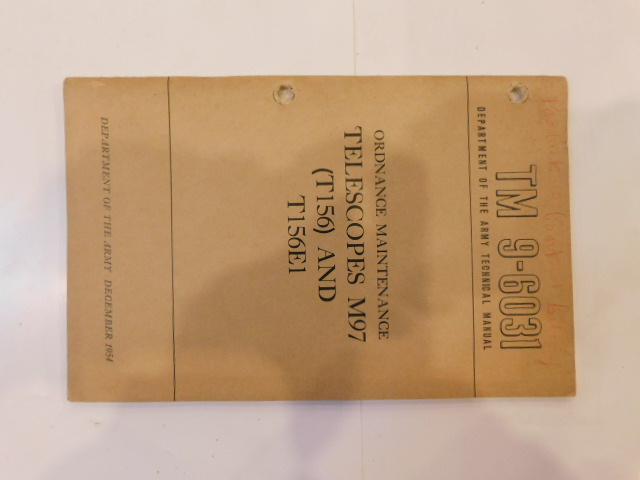 TM 9-6031
DEPARTMENT OF THE ARMY TECHNICAL MANUAL
ORDNANCE MAINTENANCE
TELESCOPES M97
(T156) AND
T156E1
DEPARTMENT OF THE ARMY DECEMBER 1954